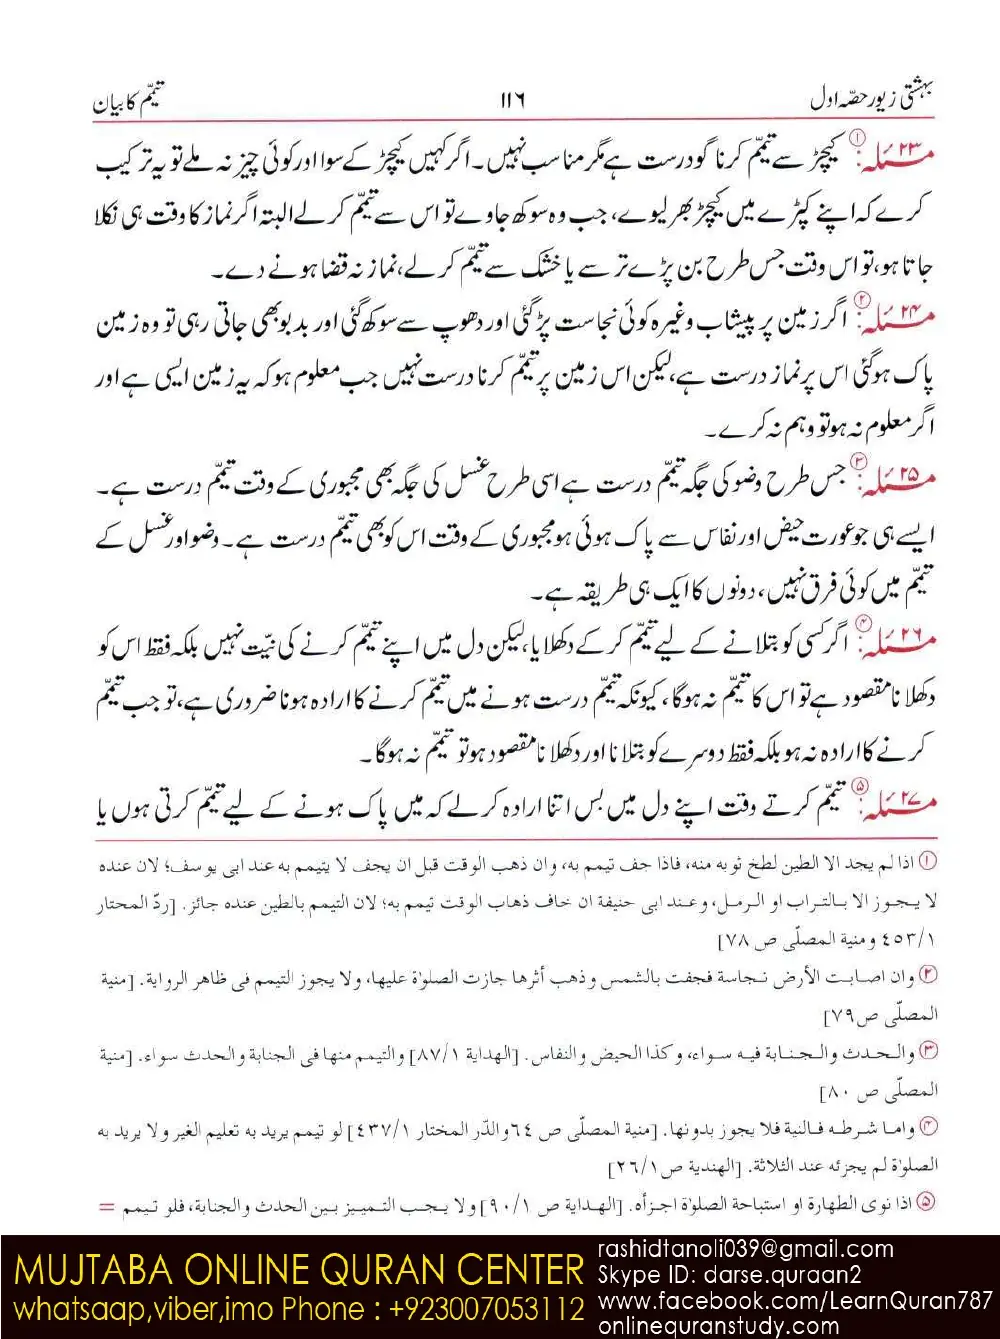 بہشتی زیور حصّہ اول ۱۱۶ تیمّم کا بیان
مسئلہ ۲۳: ① کیچڑ سے تیمّم کرنا گو درست ہے مگر مناسب نہیں۔ اگر کہیں کیچڑ کے سوا اور کوئی چیز نہ ملے تو یہ ترکیب
کرے کہ اپنے کپڑے میں کیچڑ بھر لیوے، جب وہ سوکھ جاوے تو اس سے تیمّم کر لے البتہ اگر نماز کا وقت ہی نکلا
جاتا ہو، تو اس وقت جس طرح بن پڑے تر سے یا خشک سے تیمّم کر لے، نماز نہ قضا ہونے دے۔
مسئلہ ۲۴: ② اگر زمین پر پیشاب وغیرہ کوئی نجاست پڑ گئی اور دھوپ سے سوکھ گئی اور بدبو بھی جاتی رہی تو وہ زمین
پاک ہو گئی اس پر نماز درست ہے، لیکن اس زمین پر تیمّم کرنا درست نہیں جب معلوم ہو کہ یہ زمین ایسی ہے اور
اگر معلوم نہ ہو تو وہم نہ کرے۔
مسئلہ ۲۵: ③ جس طرح وضو کی جگہ تیمّم درست ہے اسی طرح غسل کی جگہ بھی مجبوری کے وقت تیمّم درست ہے۔
ایسے ہی جو عورت حیض اور نفاس سے پاک ہوئی ہو مجبوری کے وقت اس کو بھی تیمّم درست ہے۔ وضو اور غسل کے
تیمّم میں کوئی فرق نہیں، دونوں کا ایک ہی طریقہ ہے۔
مسئلہ ۲۶: ④ اگر کسی کو بتلانے کے لیے تیمّم کر کے دکھلایا، لیکن دل میں اپنے تیمّم کرنے کی نیّت نہیں بلکہ فقط اس کو
دکھلانا مقصود ہے تو اس کا تیمّم نہ ہوگا، کیونکہ تیمّم درست ہونے میں تیمّم کرنے کا ارادہ ہونا ضروری ہے، تو جب تیمّم
کرنے کا ارادہ نہ ہو بلکہ فقط دوسرے کو بتلانا اور دکھلانا مقصود ہو تو تیمّم نہ ہوگا۔
مسئلہ ۲۷: ⑤ تیمّم کرتے وقت اپنے دل میں بس اتنا ارادہ کر لے کہ میں پاک ہونے کے لیے تیمّم کرتی ہوں یا
① اذا لم يجد الا الطين لطخ ثوبه منه، فاذا جف تيمم به، وان ذهب الوقت قبل ان يجف لا يتيمم به عند ابى يوسف؛ لان عنده
لا يجوز الا بالتراب او الرمل، وعند ابى حنيفة ان خاف ذهاب الوقت تيمم به؛ لان التيمم بالطين عنده جائز. [ردّ المحتار
۱/٤٥٣ ومنية المصلّى ص ٧٨]
② وان اصابت الأرض نجاسة فجفت بالشمس وذهب أثرها جازت الصلوٰة عليها، ولا يجوز التيمم فى ظاهر الرواية. [منية
المصلّى ص٧٩]
③ والحدث والجنابة فيه سواء، وكذا الحيض والنفاس. [الهداية ۱/٨٧] والتيمم منها فى الجنابة والحدث سواء. [منية
المصلّى ص ٨٠]
④ واما شرطه فالنية فلا يجوز بدونها. [منية المصلّى ص ٦٤ والدّر المختار ۱/٤٣٧] لو تيمم يريد به تعليم الغير ولا يريد به
الصلوٰة لم يجزئه عند الثلاثة. [الهندية ص ۱/٢٦]
⑤ اذا نوى الطهارة او استباحة الصلوٰة اجزأه. [الهداية ص ۱/٩٠] ولا يجب التمييز بين الحدث والجنابة، فلو تيمم =
MUJTABA ONLINE QURAN CENTER
whatsaap,viber,imo Phone : +923007053112
rashidtanoli039@gmail.com
Skype ID: darse.quraan2
www.facebook.com/LearnQuran787
onlinequranstudy.com